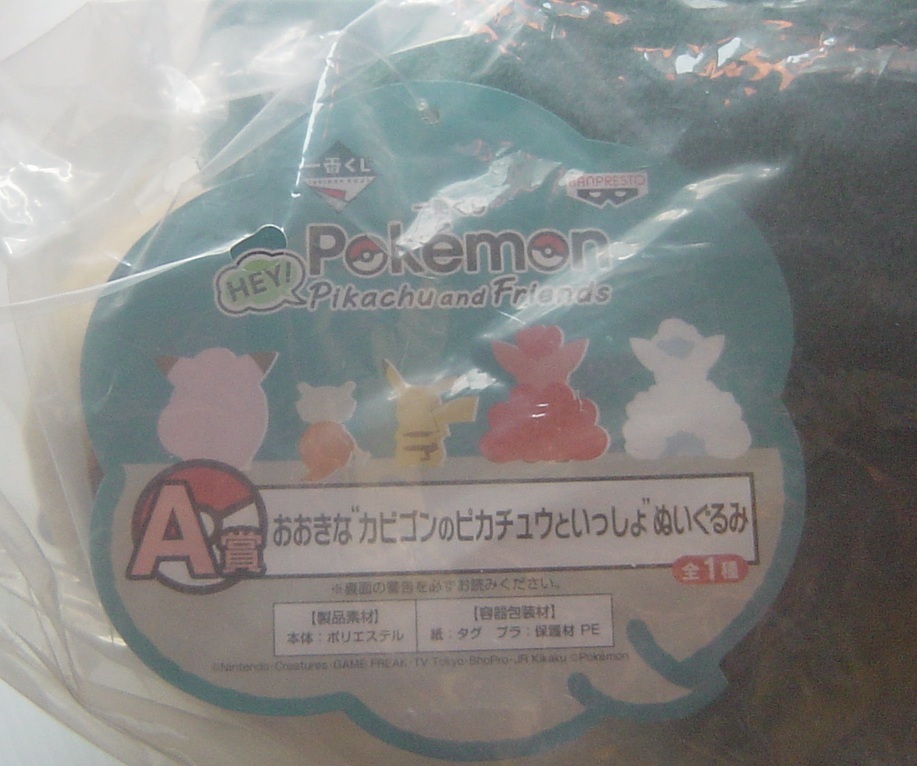 一番くじ
BANPRESTO
一番くじ
Pokémon
HEY!
Pikachu and Friends
A賞
おおきな"カビゴンのピカチュウといっしょ"ぬいぐるみ
全1種
※裏面の警告を必ずお読みください。
【製品素材】
本体：ポリエステル
【容器包装材】
紙：タグ プラ：保護材 PE
©Nintendo・Creatures・GAME FREAK・TV Tokyo・ShoPro・JR Kikaku ©Pokémon